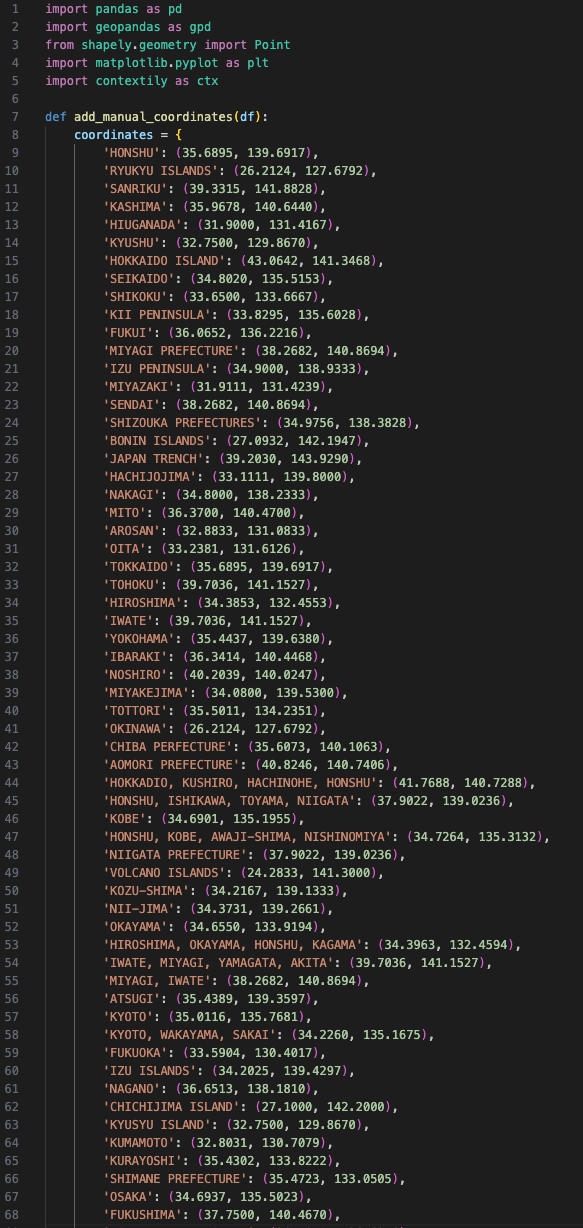 1 import pandas as pd
2 import geopandas as gpd
3 from shapely.geometry import Point
4 import matplotlib.pyplot as plt
5 import contextily as ctx
6
7 def add_manual_coordinates(df):
8 coordinates = {
9 'HONSHU': (35.6895, 139.6917),
10 'RYUKYU ISLANDS': (26.2124, 127.6792),
11 'SANRIKU': (39.3315, 141.8828),
12 'KASHIMA': (35.9678, 140.6440),
13 'HIUGANADA': (31.9000, 131.4167),
14 'KYUSHU': (32.7500, 129.8670),
15 'HOKKAIDO ISLAND': (43.0642, 141.3468),
16 'SEIKAIDO': (34.8020, 135.5153),
17 'SHIKOKU': (33.6500, 133.6667),
18 'KII PENINSULA': (33.8295, 135.6028),
19 'FUKUI': (36.0652, 136.2216),
20 'MIYAGI PREFECTURE': (38.2682, 140.8694),
21 'IZU PENINSULA': (34.9000, 138.9333),
22 'MIYAZAKI': (31.9111, 131.4239),
23 'SENDAI': (38.2682, 140.8694),
24 'SHIZOUKA PREFECTURES': (34.9756, 138.3828),
25 'BONIN ISLANDS': (27.0932, 142.1947),
26 'JAPAN TRENCH': (39.2030, 143.9290),
27 'HACHIJOJIMA': (33.1111, 139.8000),
28 'NAKAGI': (34.8000, 138.2333),
29 'MITO': (36.3700, 140.4700),
30 'AROSAN': (32.8833, 131.0833),
31 'OITA': (33.2381, 131.6126),
32 'TOKKAIDO': (35.6895, 139.6917),
33 'TOHOKU': (39.7036, 141.1527),
34 'HIROSHIMA': (34.3853, 132.4553),
35 'IWATE': (39.7036, 141.1527),
36 'YOKOHAMA': (35.4437, 139.6380),
37 'IBARAKI': (36.3414, 140.4468),
38 'NOSHIRO': (40.2039, 140.0247),
39 'MIYAKEJIMA': (34.0800, 139.5300),
40 'TOTTORI': (35.5011, 134.2351),
41 'OKINAWA': (26.2124, 127.6792),
42 'CHIBA PERFECTURE': (35.6073, 140.1063),
43 'AOMORI PREFECTURE': (40.8246, 140.7406),
44 'HOKKADIO, KUSHIRO, HACHINOHE, HONSHU': (41.7688, 140.7288),
45 'HONSHU, ISHIKAWA, TOYAMA, NIIGATA': (37.9022, 139.0236),
46 'KOBE': (34.6901, 135.1955),
47 'HONSHU, KOBE, AWAJI-SHIMA, NISHINOMIYA': (34.7264, 135.3132),
48 'NIIGATA PREFECTURE': (37.9022, 139.0236),
49 'VOLCANO ISLANDS': (24.2833, 141.3000),
50 'KOZU-SHIMA': (34.2167, 139.1333),
51 'NII-JIMA': (34.3731, 139.2661),
52 'OKAYAMA': (34.6550, 133.9194),
53 'HIROSHIMA, OKAYAMA, HONSHU, KAGAMA': (34.3963, 132.4594),
54 'IWATE, MIYAGI, YAMAGATA, AKITA': (39.7036, 141.1527),
55 'MIYAGI, IWATE': (38.2682, 140.8694),
56 'ATSUGI': (35.4389, 139.3597),
57 'KYOTO': (35.0116, 135.7681),
58 'KYOTO, WAKAYAMA, SAKAI': (34.2260, 135.1675),
59 'FUKUOKA': (33.5904, 130.4017),
60 'IZU ISLANDS': (34.2025, 139.4297),
61 'NAGANO': (36.6513, 138.1810),
62 'CHICHIJIMA ISLAND': (27.1000, 142.2000),
63 'KYUSYU ISLAND': (32.7500, 129.8670),
64 'KUMAMOTO': (32.8031, 130.7079),
65 'KURAYOSHI': (35.4302, 133.8222),
66 'SHIMANE PREFECTURE': (35.4723, 133.0505),
67 'OSAKA': (34.6937, 135.5023),
68 'FUKUSHIMA': (37.7500, 140.4670),